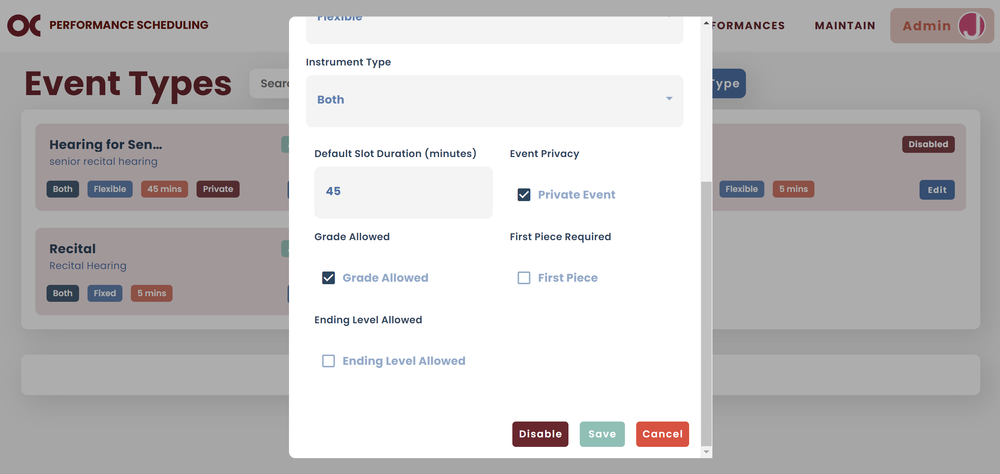 OC PERFORMANCE SCHEDULING
FORMANCES
MAINTAIN
Admin
J
Event Types
Sear
Type
Hearing for Sen...
senior recital hearing
Both
Flexible
45 mins
Private
Recital
Recital Hearing
Both
Fixed
5 mins
Disabled
Flexible
5 mins
Edit
Flexible
Instrument Type
Both
Default Slot Duration (minutes)
Event Privacy
45
Private Event
Grade Allowed
First Piece Required
Grade Allowed
First Piece
Ending Level Allowed
Ending Level Allowed
Disable
Save
Cancel